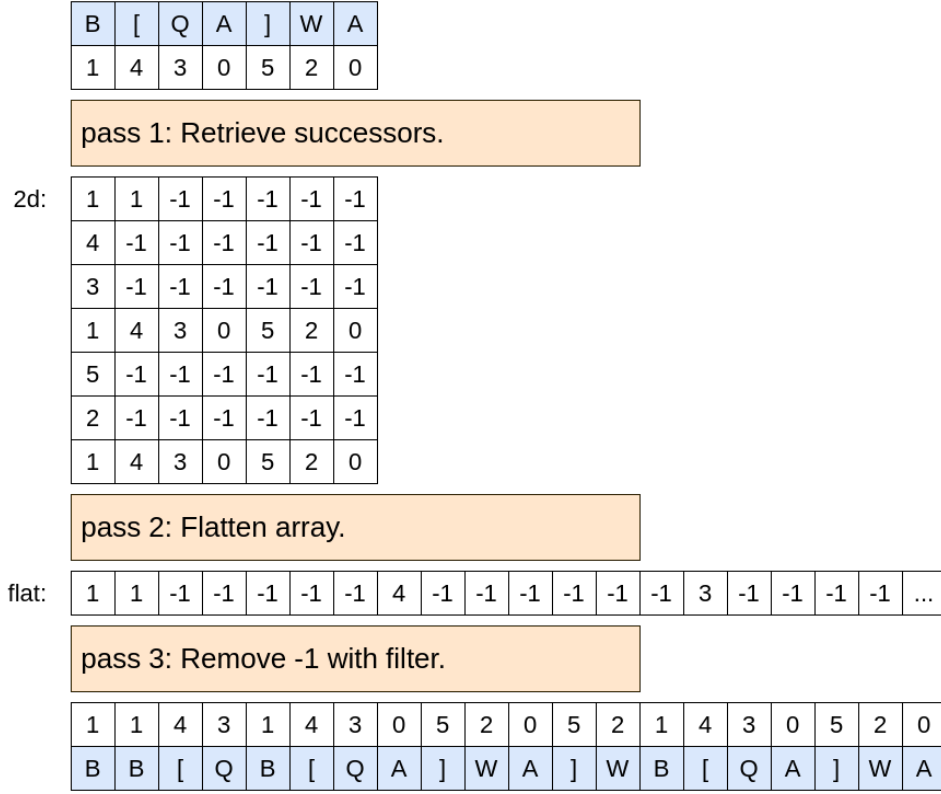 B [ Q A ] W A
1 4 3 0 5 2 0
pass 1: Retrieve successors.
2d: 1 1 -1 -1 -1 -1 -1
4 -1 -1 -1 -1 -1 -1
3 -1 -1 -1 -1 -1 -1
1 4 3 0 5 2 0
5 -1 -1 -1 -1 -1 -1
2 -1 -1 -1 -1 -1 -1
1 4 3 0 5 2 0
pass 2: Flatten array.
flat: 1 1 -1 -1 -1 -1 -1 4 -1 -1 -1 -1 -1 -1 3 -1 -1 -1 -1 ...
pass 3: Remove -1 with filter.
1 1 4 3 1 4 3 0 5 2 0 5 2 1 4 3 0 5 2 0
B B [ Q B [ Q A ] W A ] W B [ Q A ] W A